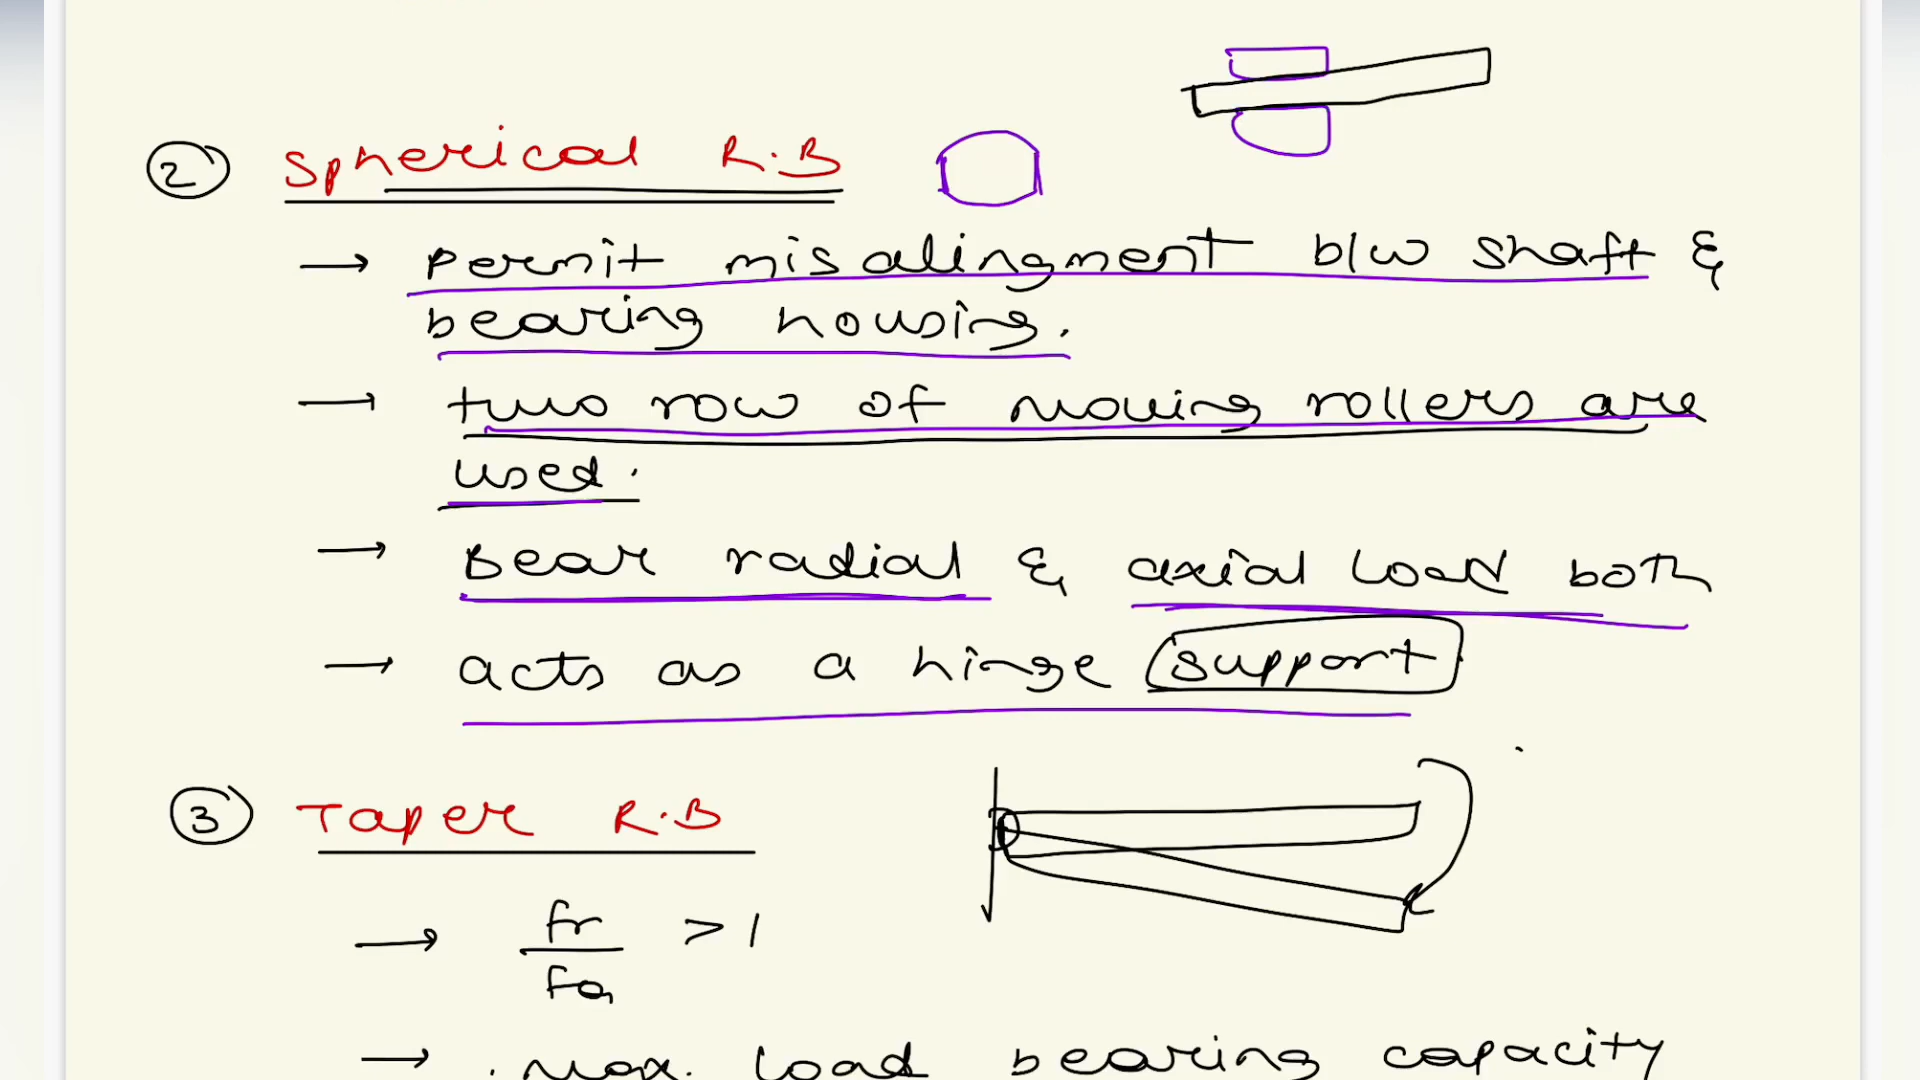 2 Spherical R.B
→ Permit misalingment b/w shaft &
bearing housing.
→ two row of moving rollers are
used.
→ Bear radial & axial load both
→ acts as a hinge support
3 Taper R.B
→ fr/fa > 1
→ . Max. load bearing capacity